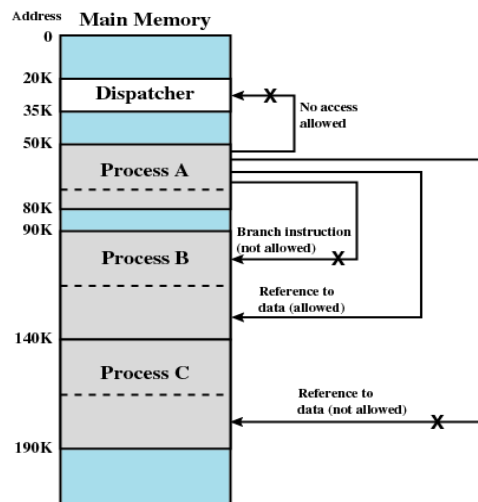 Address
Main Memory
0
20K
Dispatcher
35K
No access
allowed
50K
Process A
80K
90K
Branch instruction
(not allowed)
Process B
Reference to
data (allowed)
140K
Process C
Reference to
data (not allowed)
190K
X
X
X